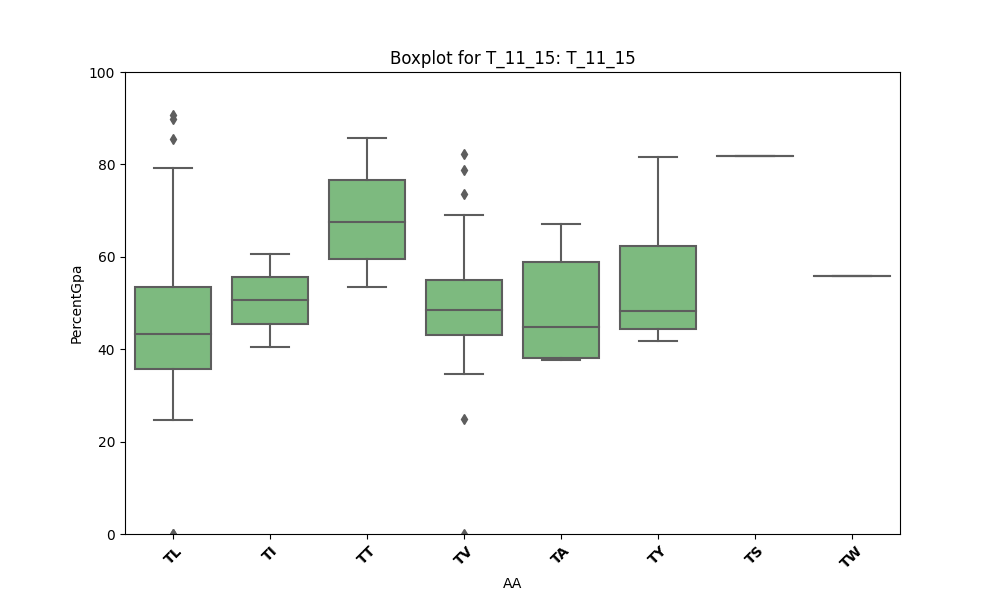 Boxplot for T_11_15: T_11_15
100
80
60
40
20
0
PercentGpa
TL
TI
TT
TV
TA
TY
TS
TW
AA